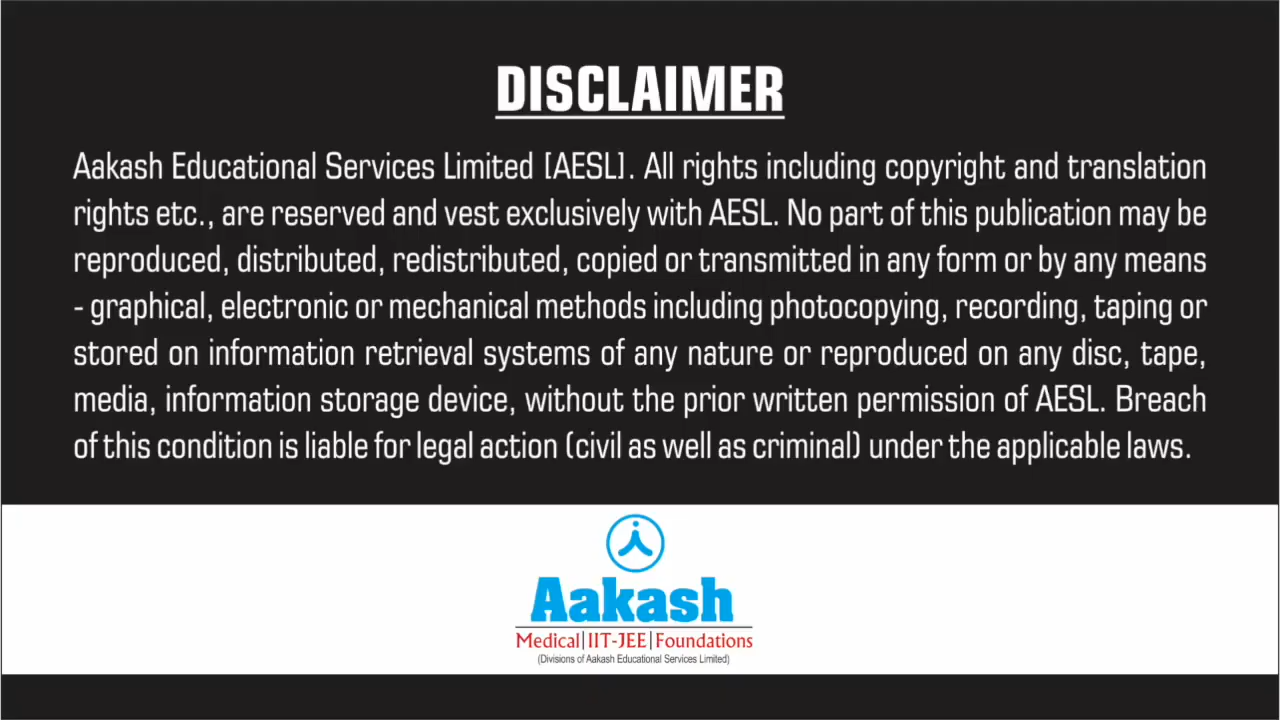 DISCLAIMER
Aakash Educational Services Limited [AESL]. All rights including copyright and translation
rights etc., are reserved and vest exclusively with AESL. No part of this publication may be
reproduced, distributed, redistributed, copied or transmitted in any form or by any means
- graphical, electronic or mechanical methods including photocopying, recording, taping or
stored on information retrieval systems of any nature or reproduced on any disc, tape,
media, information storage device, without the prior written permission of AESL. Breach
of this condition is liable for legal action (civil as well as criminal) under the applicable laws.
Aakash
Medical|IIT-JEE|Foundations
(Divisions of Aakash Educational Services Limited)